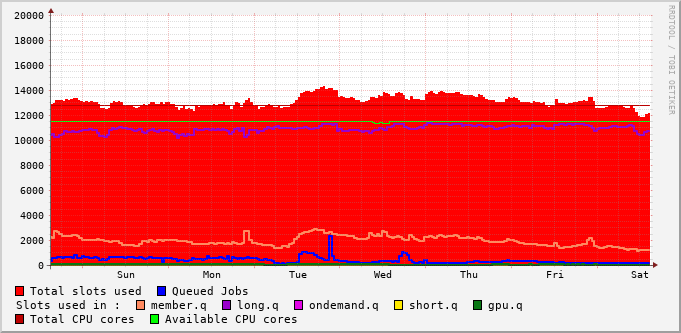 20000
18000
16000
14000
12000
10000
8000
6000
4000
2000
0
Sun Mon Tue Wed Thu Fri Sat
RRDTOOL / TOBI OETIKER
Total slots used Queued Jobs
Slots used in : member.q long.q ondemand.q short.q gpu.q
Total CPU cores Available CPU cores